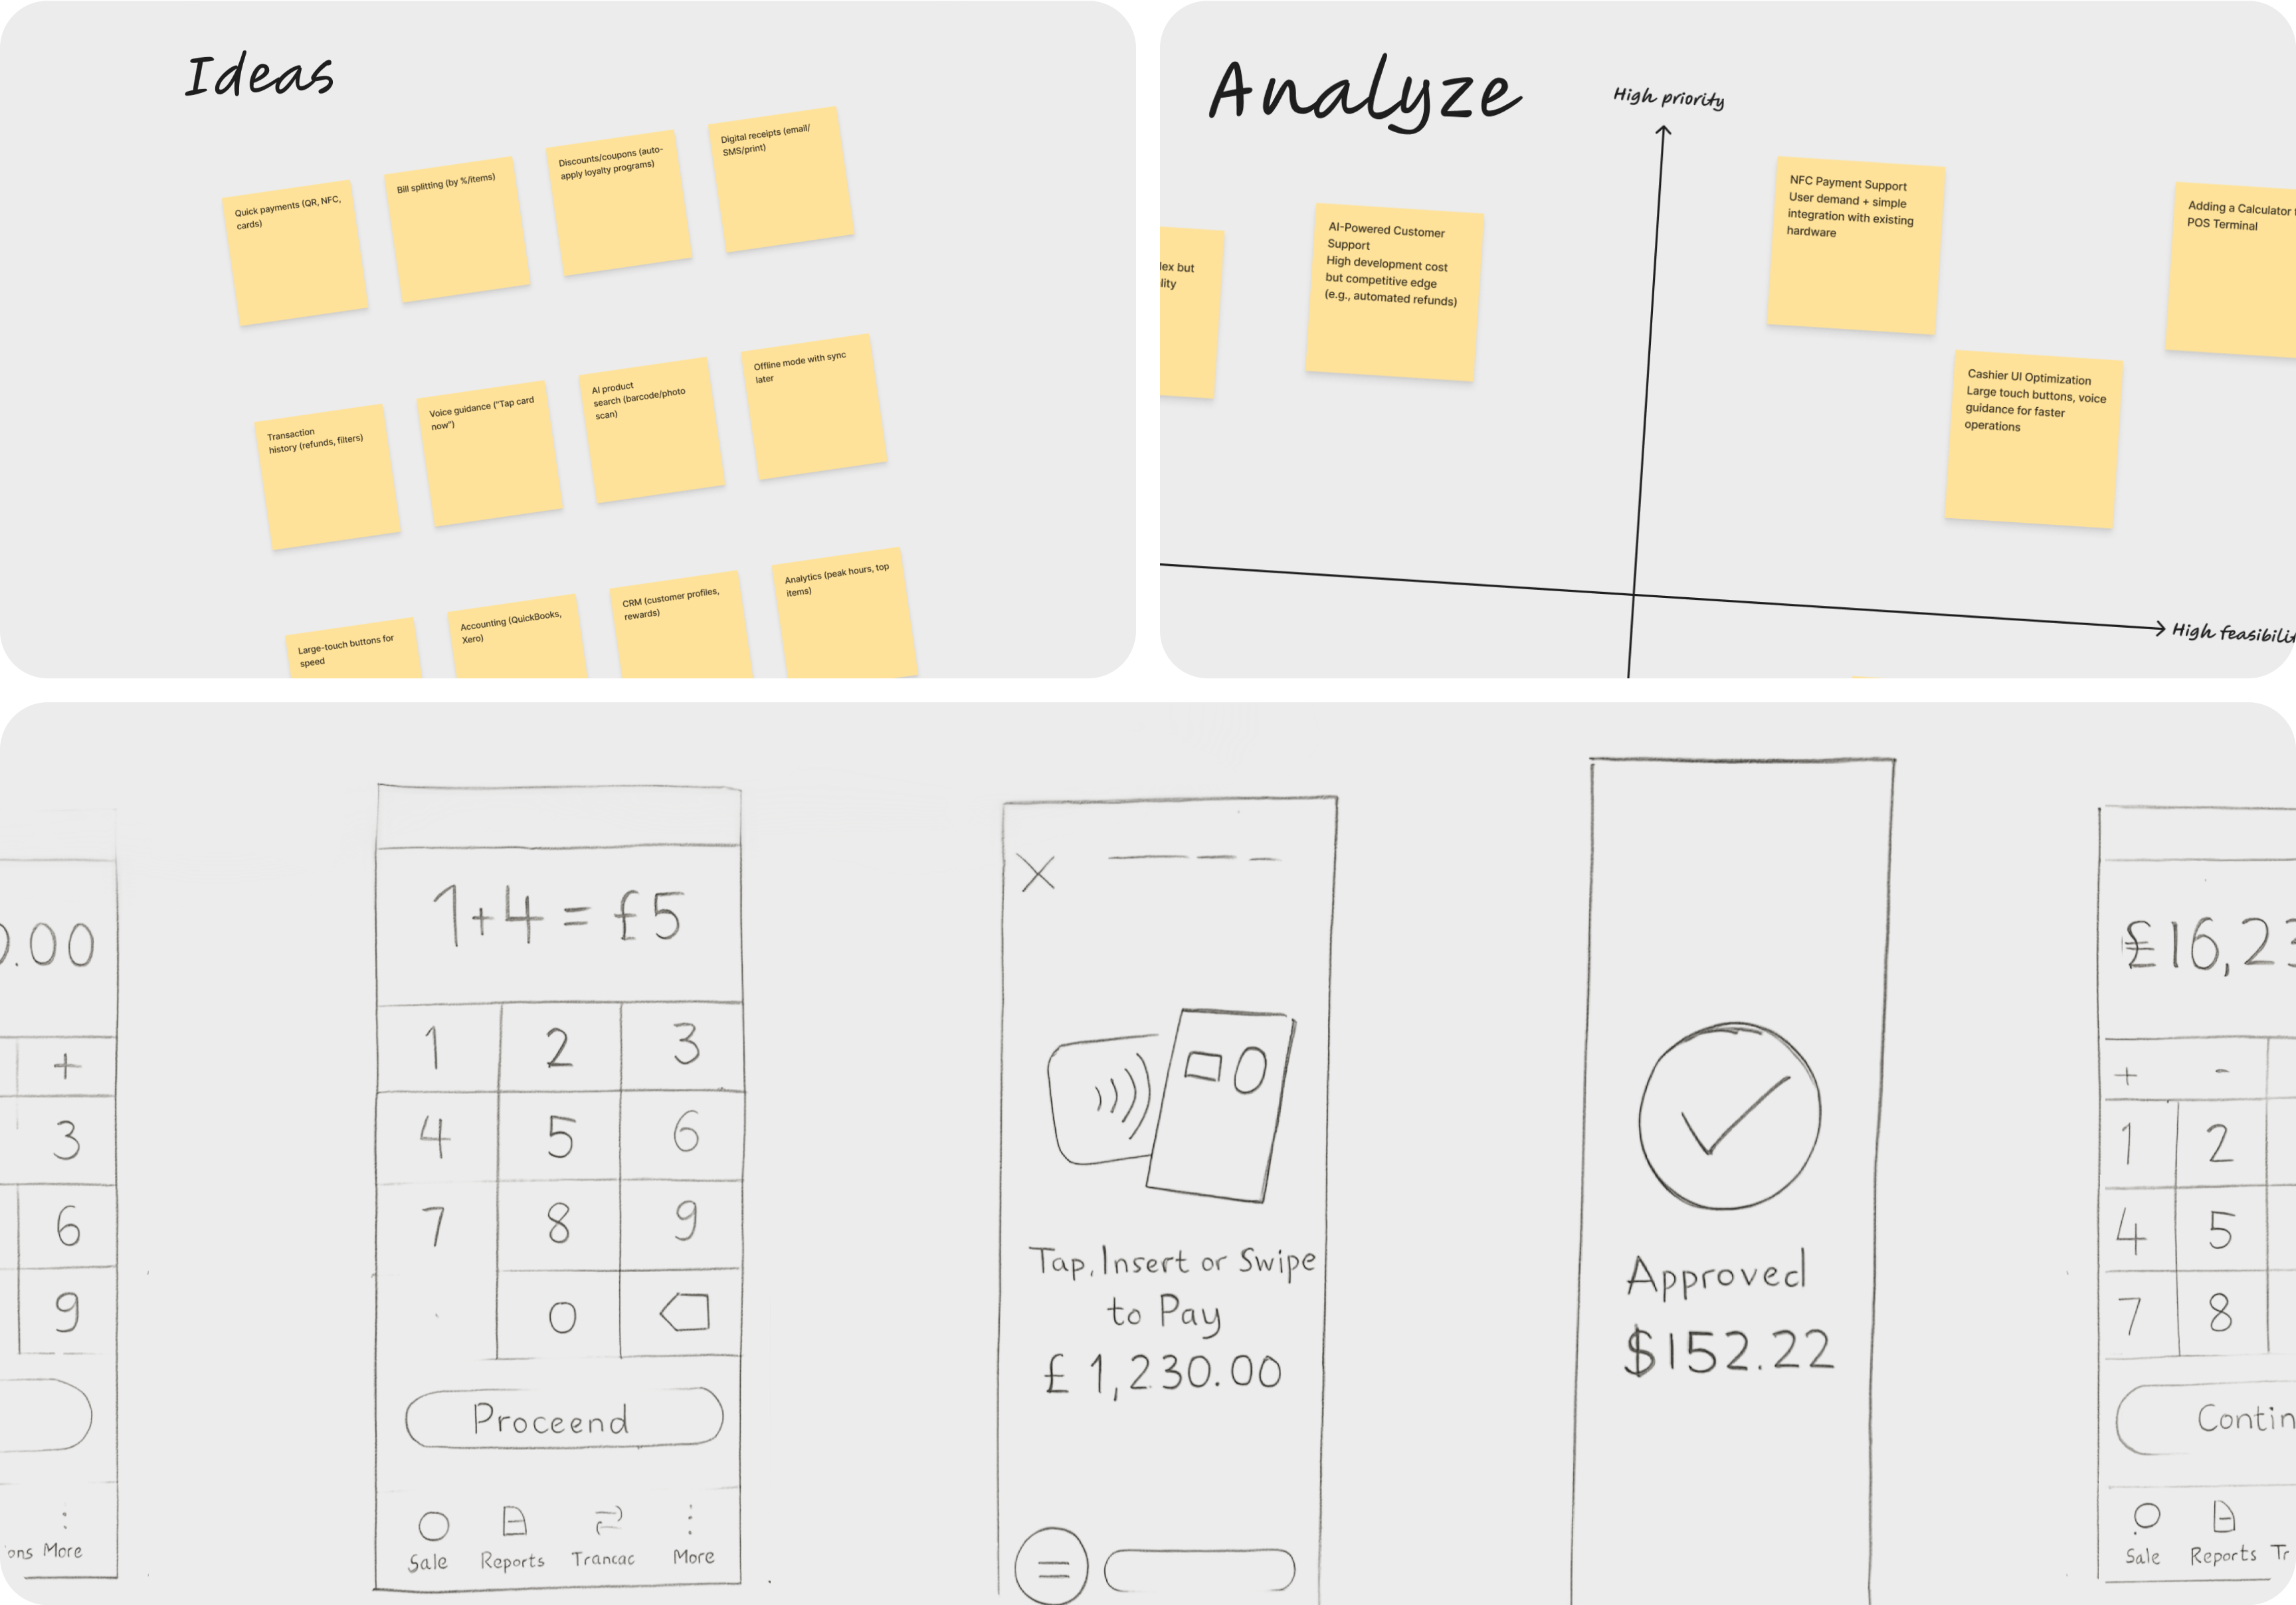 Ideas
Quick payments (QR, NFC,
cards)
Bill splitting (by %/items)
Discounts/coupons (auto-
apply loyalty programs)
Digital receipts (email/
SMS/print)
Transaction
history (refunds, filters)
Voice guidance ("Tap card
now")
AI product
search (barcode/photo
scan)
Offline mode with sync
later
Large-touch buttons for
speed
Accounting (QuickBooks,
Xero)
CRM (customer profiles,
rewards)
Analytics (peak hours, top
items)
Analyze
High priority
but
AI-Powered Customer
Support
High development cost
but competitive edge
(e.g., automated refunds)
NFC Payment Support
User demand + simple
integration with existing
hardware
Adding a Calculator
POS Terminal
Cashier UI Optimization
Large touch buttons, voice
guidance for faster
operations
High
0.00
+
3
6
9
More
1+4 = £5
1 2 3
4 5 6
7 8 9
. 0
Proceend
Sale Reports Trancac More
Tap, Insert or Swipe
to Pay
£ 1,230.00
=
Approved
$152.22
£16,23
+ -
1 2
4 5
7 8
Contin
Sale Reports Tr